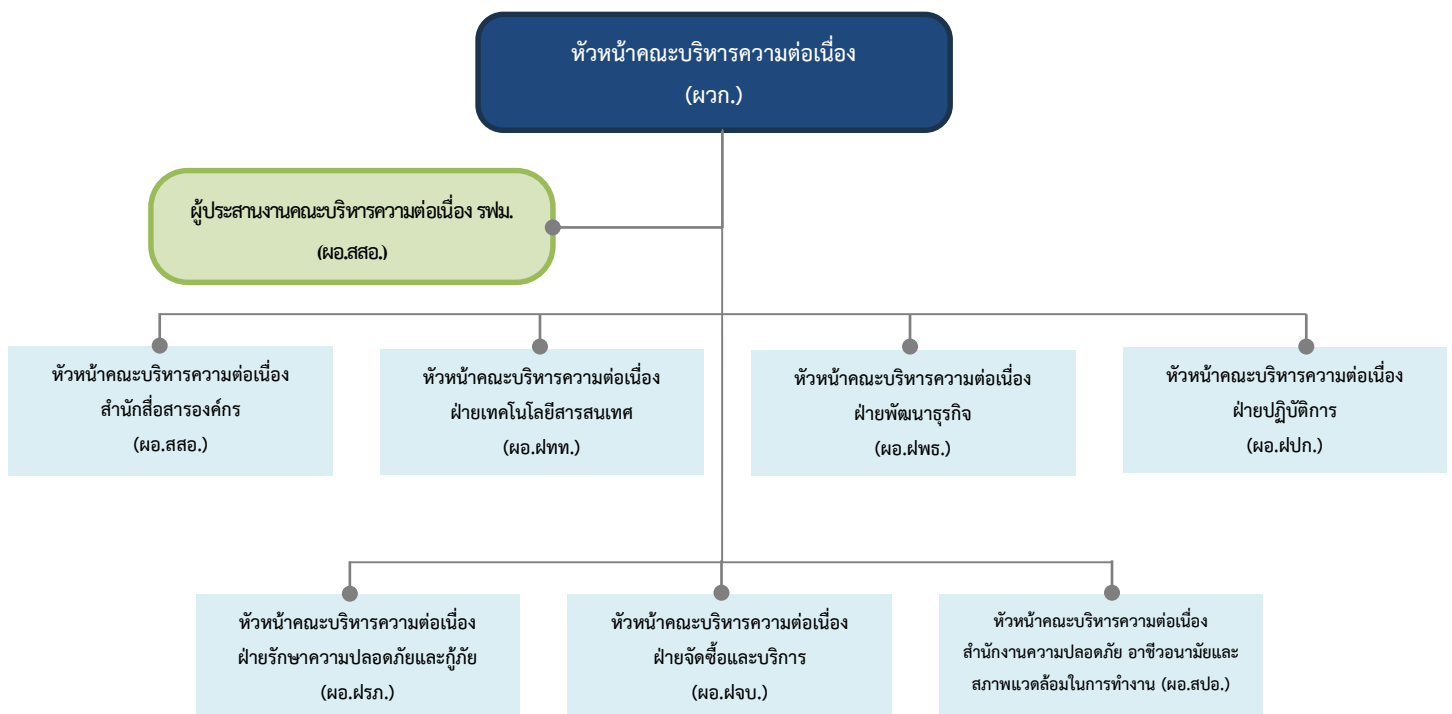 หัวหน้าคณะบริหารความต่อเนื่อง
(ผวก.)
ผู้ประสานงานคณะบริหารความต่อเนื่อง รฟม.
(ผอ.สสอ.)
หัวหน้าคณะบริหารความต่อเนื่อง
สำนักสื่อสารองค์กร
(ผอ.สสอ.)
หัวหน้าคณะบริหารความต่อเนื่อง
ฝ่ายเทคโนโลยีสารสนเทศ
(ผอ.ฝทท.)
หัวหน้าคณะบริหารความต่อเนื่อง
ฝ่ายพัฒนาธุรกิจ
(ผอ.ฝพธ.)
หัวหน้าคณะบริหารความต่อเนื่อง
ฝ่ายปฏิบัติการ
(ผอ.ฝปก.)
หัวหน้าคณะบริหารความต่อเนื่อง
ฝ่ายรักษาความปลอดภัยและกู้ภัย
(ผอ.ฝรภ.)
หัวหน้าคณะบริหารความต่อเนื่อง
ฝ่ายจัดซื้อและบริการ
(ผอ.ฝจบ.)
หัวหน้าคณะบริหารความต่อเนื่อง
สำนักงานความปลอดภัย อาชีวอนามัยและ
สภาพแวดล้อมในการทำงาน (ผอ.สปอ.)